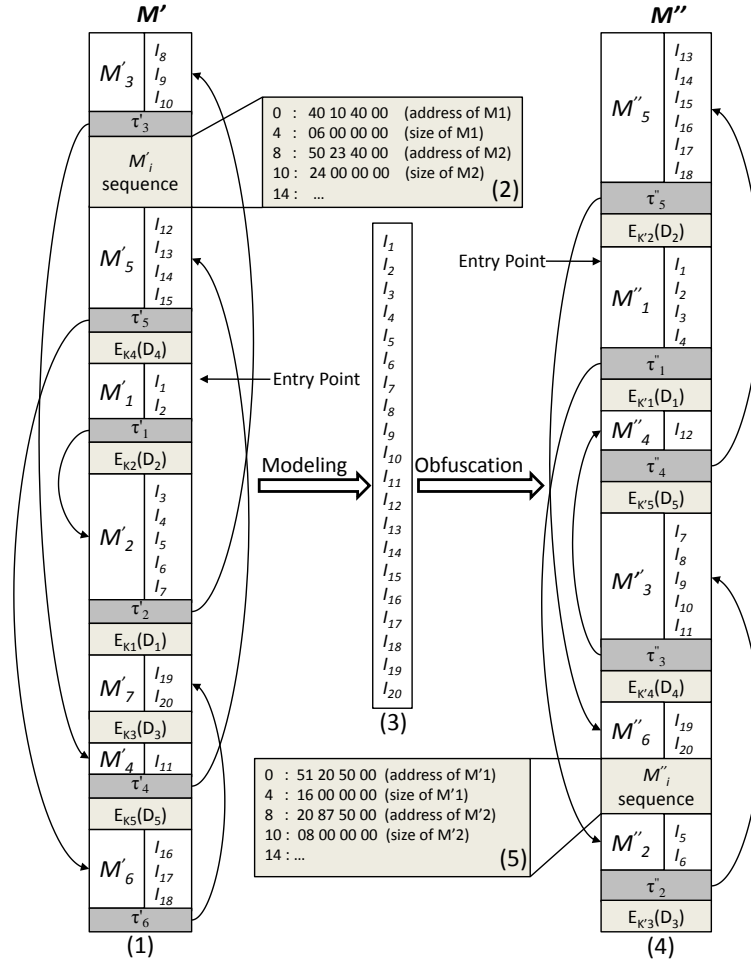 M'
M'3
I8
I9
I10
τ'3
M'i
sequence
M'5
I12
I13
I14
I15
τ'5
EK4(D4)
M'1
I1
I2
Entry Point
τ'1
EK2(D2)
M'2
I3
I4
I5
I6
I7
τ'2
EK1(D1)
M'7
I19
I20
EK3(D3)
M'4
I11
τ'4
EK5(D5)
M'6
I16
I17
I18
τ'6
(1)
0 : 40 10 40 00 (address of M1)
4 : 06 00 00 00 (size of M1)
8 : 50 23 40 00 (address of M2)
10 : 24 00 00 00 (size of M2)
14 : ...
(2)
Modeling
I1
I2
I3
I4
I5
I6
I7
I8
I9
I10
I11
I12
I13
I14
I15
I16
I17
I18
I19
I20
(3)
Obfuscation
M''
M''5
I13
I14
I15
I16
I17
I18
τ''5
EK'2(D2)
Entry Point
M''1
I1
I2
I3
I4
τ''1
EK'1(D1)
M''4
I12
τ''4
EK'5(D5)
M''3
I7
I8
I9
I10
I11
τ''3
EK'4(D4)
M''6
I19
I20
M''i
sequence
M''2
I5
I6
τ''2
EK'3(D3)
(4)
0 : 51 20 50 00 (address of M'1)
4 : 16 00 00 00 (size of M'1)
8 : 20 87 50 00 (address of M'2)
10 : 08 00 00 00 (size of M'2)
14 : ...
(5)